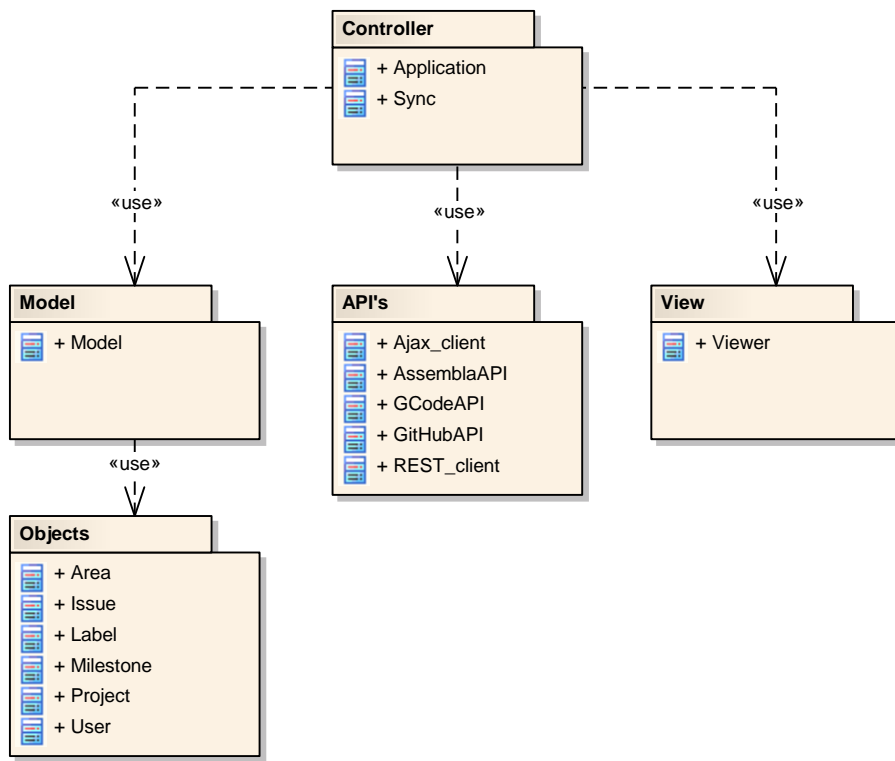 Controller
+ Application
+ Sync
«use»
«use»
«use»
Model
+ Model
API's
+ Ajax_client
+ AssemblaAPI
+ GCodeAPI
+ GitHubAPI
+ REST_client
View
+ Viewer
«use»
Objects
+ Area
+ Issue
+ Label
+ Milestone
+ Project
+ User